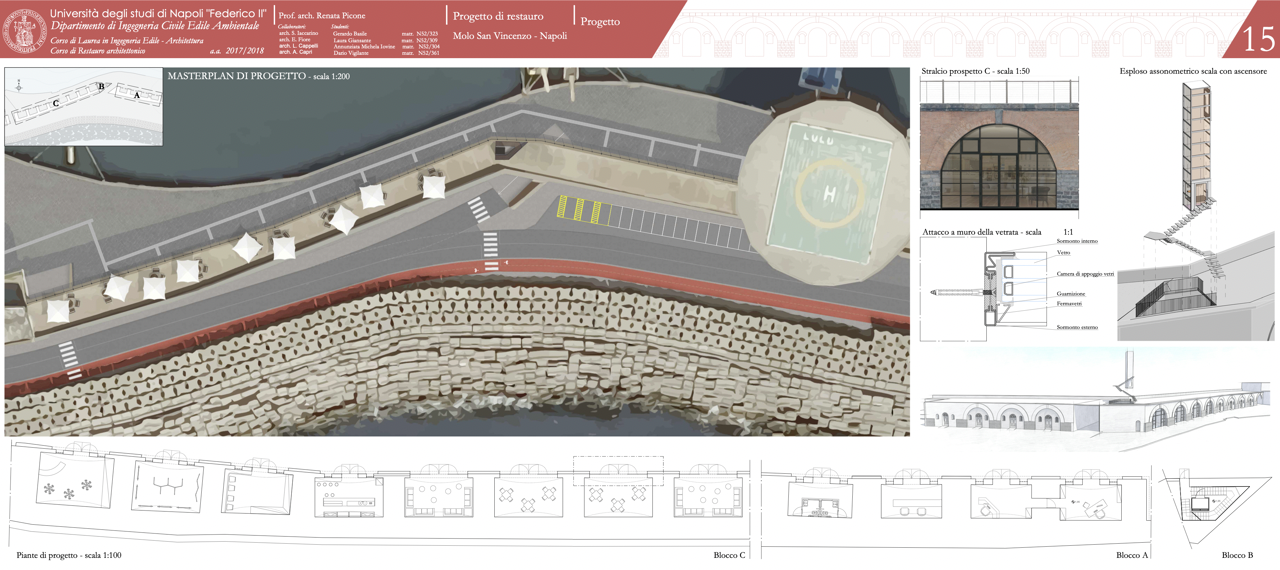 Università degli studi di Napoli "Federico II"
Dipartimento di Ingegneria Civile Edile Ambientale
Corso di Laurea in Ingegneria Edile - Architettura
Corso di Restauro architettonico
a.a. 2017/2018
Prof. arch. Renata Picone
Collaboratori:
arch. S. Iaccarino
arch. E. Fiore
arch. L. Cappelli
arch. A. Capri
Studenti:
Gerardo Basile matr. N52/325
Laura Giansante matr. N52/309
Annunziata Michela Iovine matr. N52/304
Dario Vigilante matr. N52/361
Progetto di restauro
Molo San Vincenzo - Napoli
Progetto
15
MASTERPLAN DI PROGETTO - scala 1:200
C
B
A
LULU
H
Stralcio prospetto C - scala 1:50
Esploso assonometrico scala con ascensore
Attacco a muro della vetrata - scala 1:1
Sormonto interno
Vetro
Camera di appoggio vetri
Guarnizione
Fermavetri
Sormonto esterno
Piante di progetto - scala 1:100
Blocco C
Blocco A
Blocco B